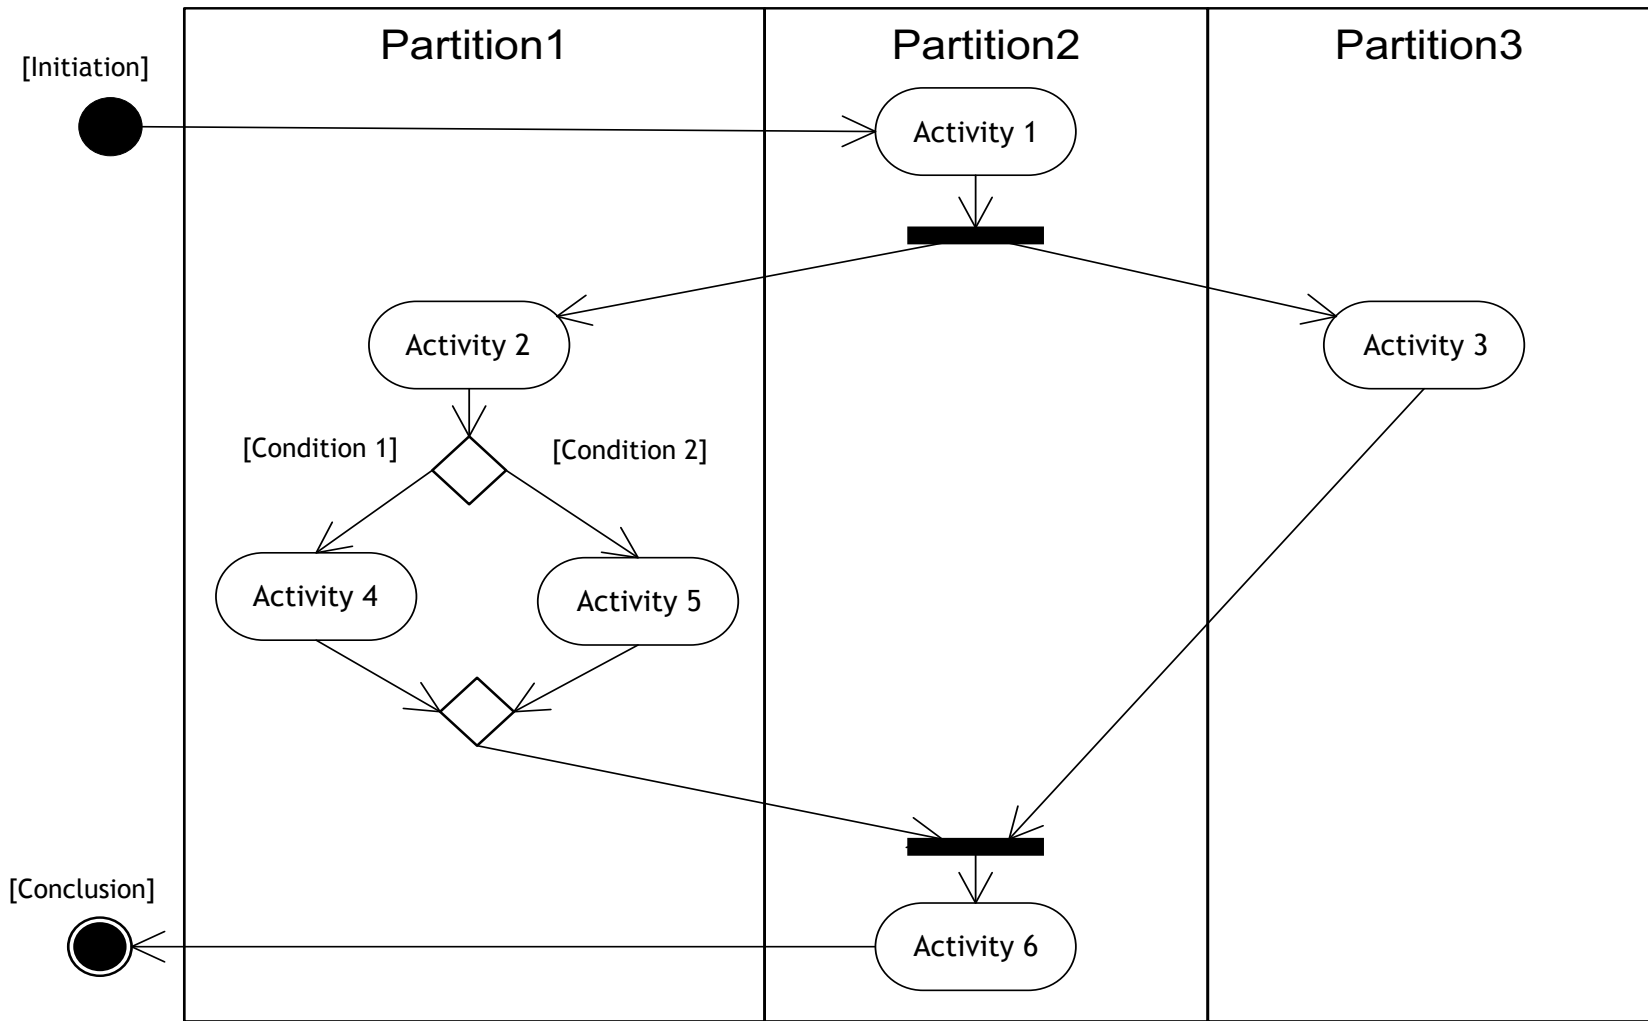 Partition1
Partition2
Partition3
[Initiation]
Activity 1
Activity 2
Activity 3
[Condition 1]
[Condition 2]
Activity 4
Activity 5
[Conclusion]
Activity 6